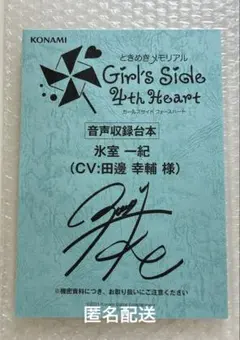 KONAMI
ときめきメモリアル
Girl's Side
4th Heart
ガールズサイド フォースハート
音声収録台本
氷室 一紀
(CV:田邊 幸輔 様)
※機密資料につき、お取り扱いにご注意ください
匿名配送